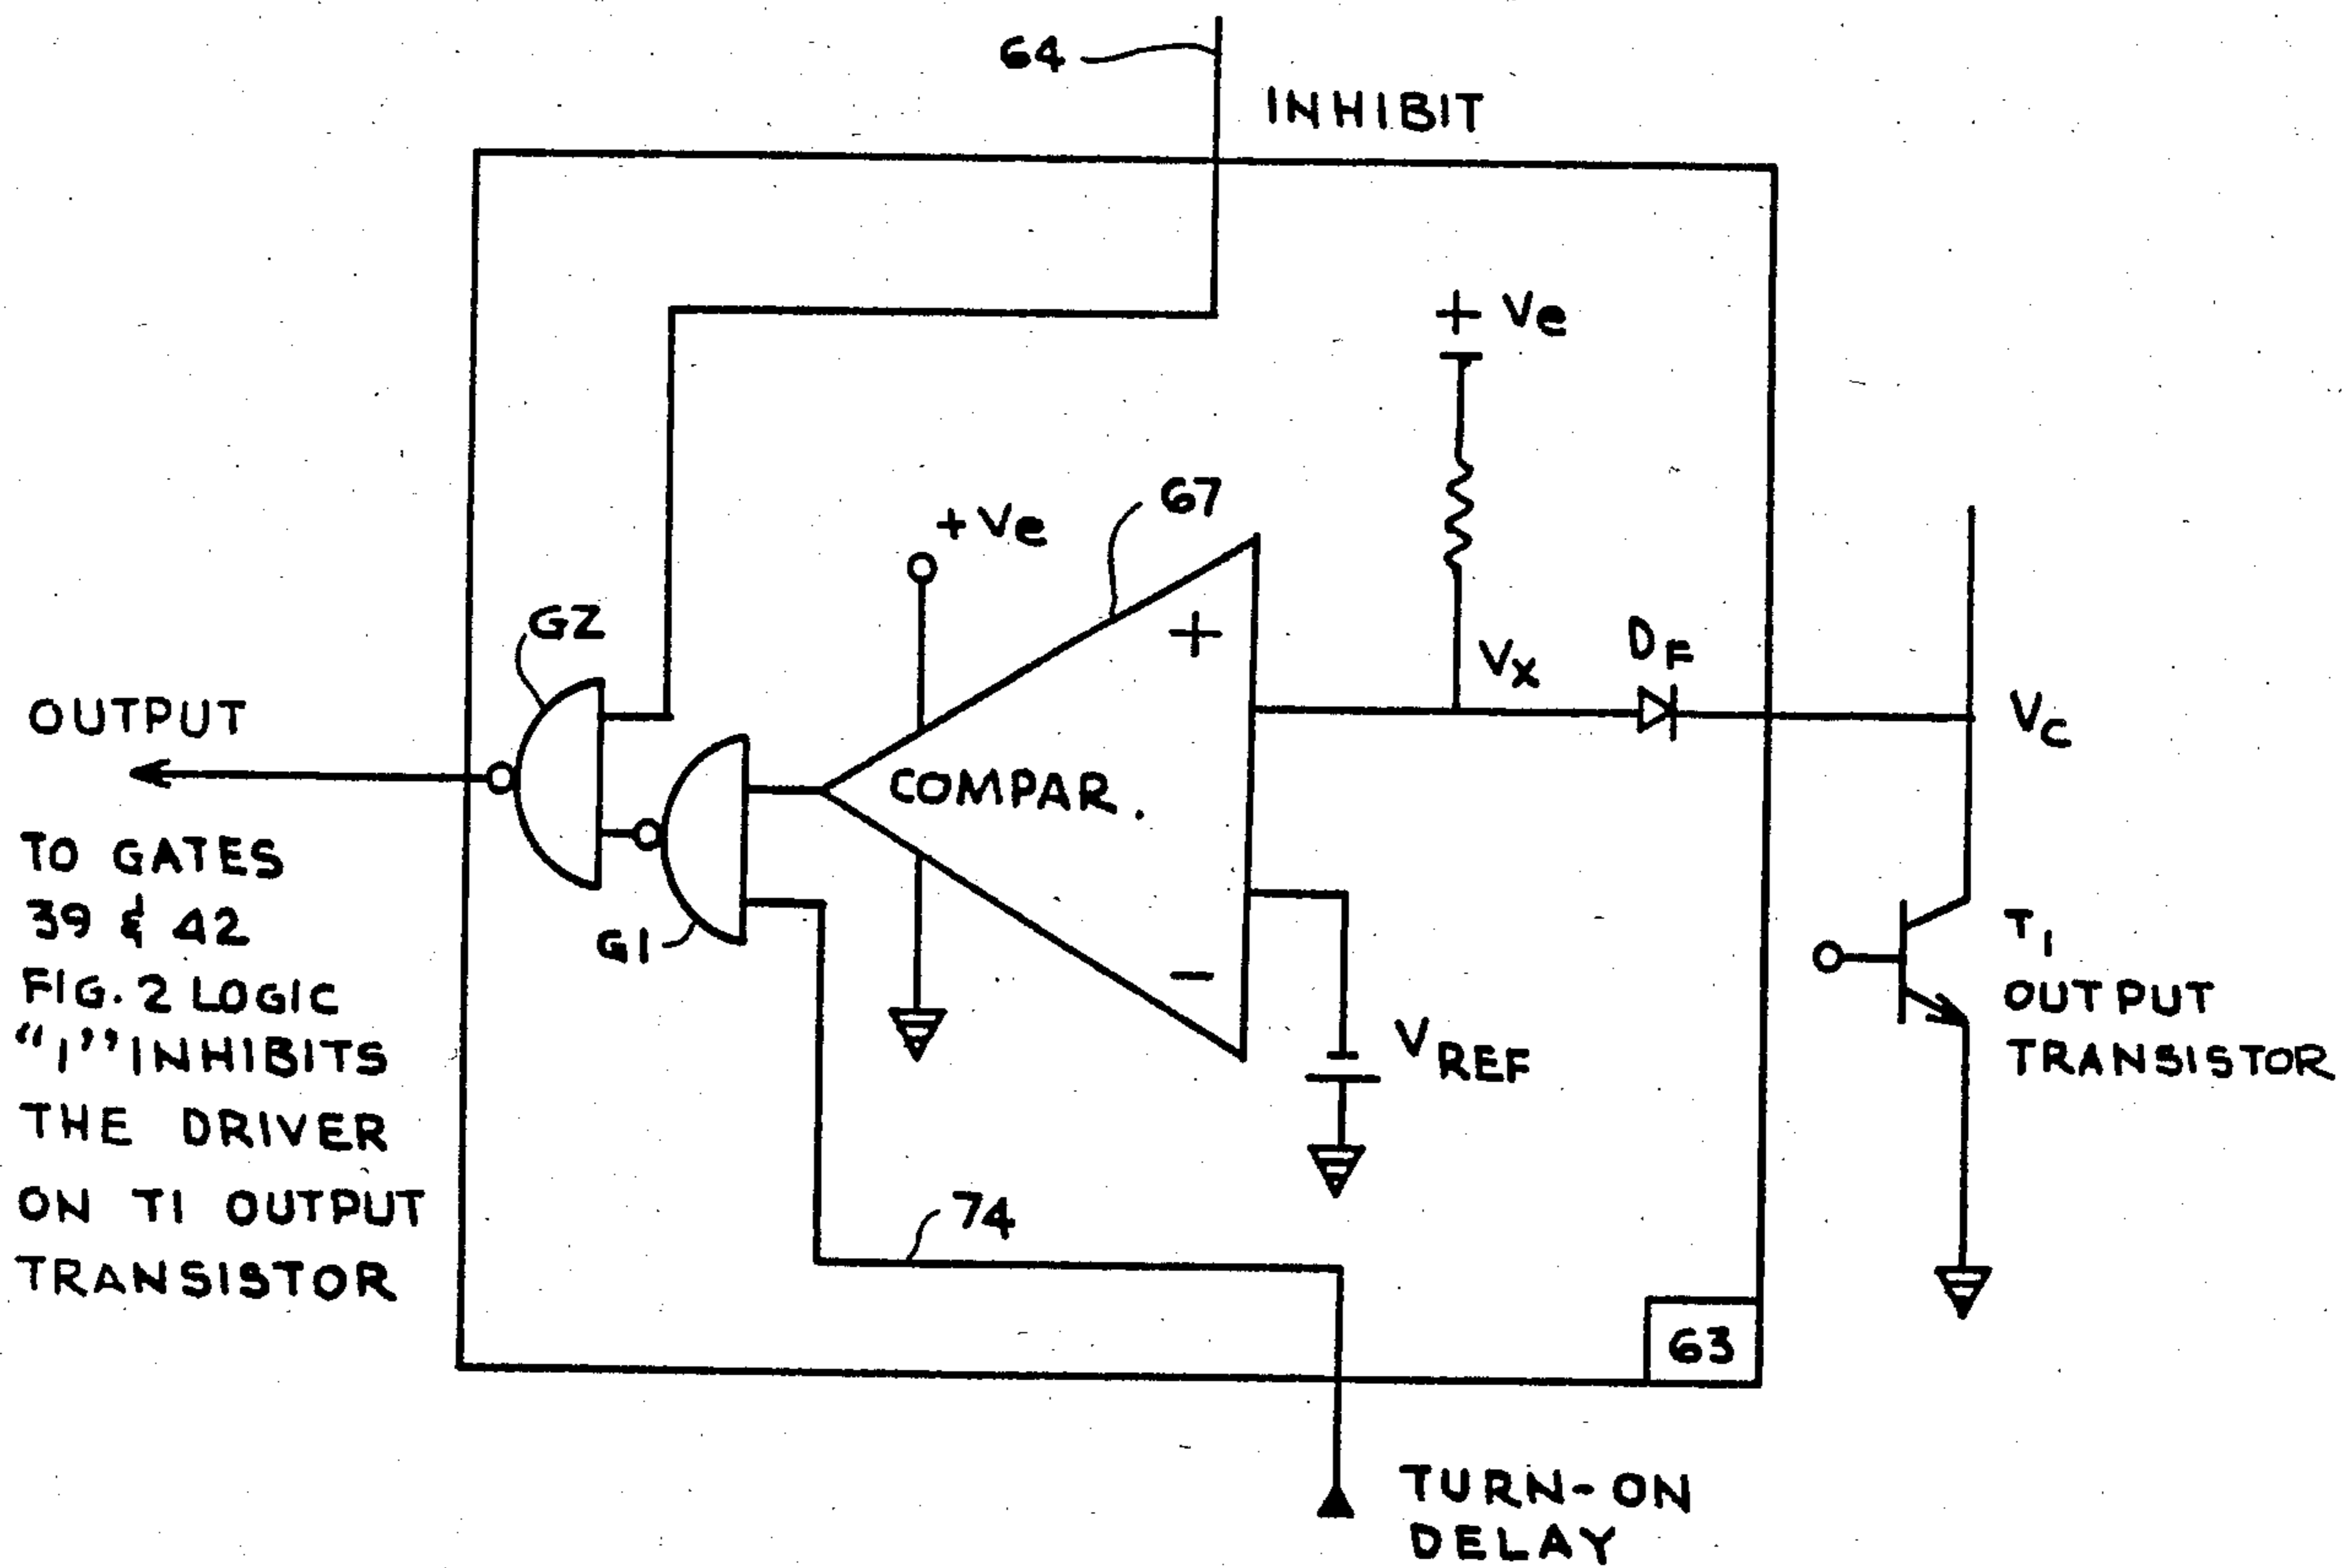 64
INHIBIT
+ Ve
67
+ Ve
G2
+
VX
DF
OUTPUT
VC
COMPAR.
G1
T1
OUTPUT
TRANSISTOR
−
VREF
TO GATES
39 & 42
FIG. 2 LOGIC
"1" INHIBITS
THE DRIVER
ON T1 OUTPUT
TRANSISTOR
74
63
TURN-ON
DELAY